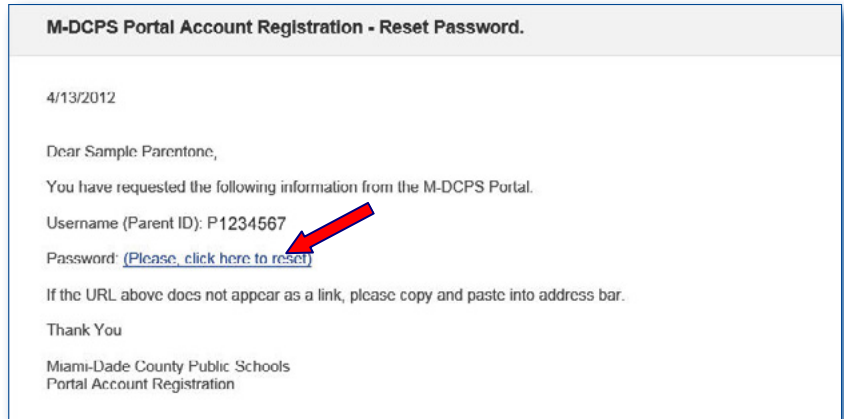 M-DCPS Portal Account Registration - Reset Password.
4/13/2012
Dear Sample Parentone,
You have requested the following information from the M-DCPS Portal.
Username (Parent ID): P1234567
Password: (Please, click here to reset)
If the URL above does not appear as a link, please copy and paste into address bar.
Thank You
Miami-Dade County Public Schools
Portal Account Registration